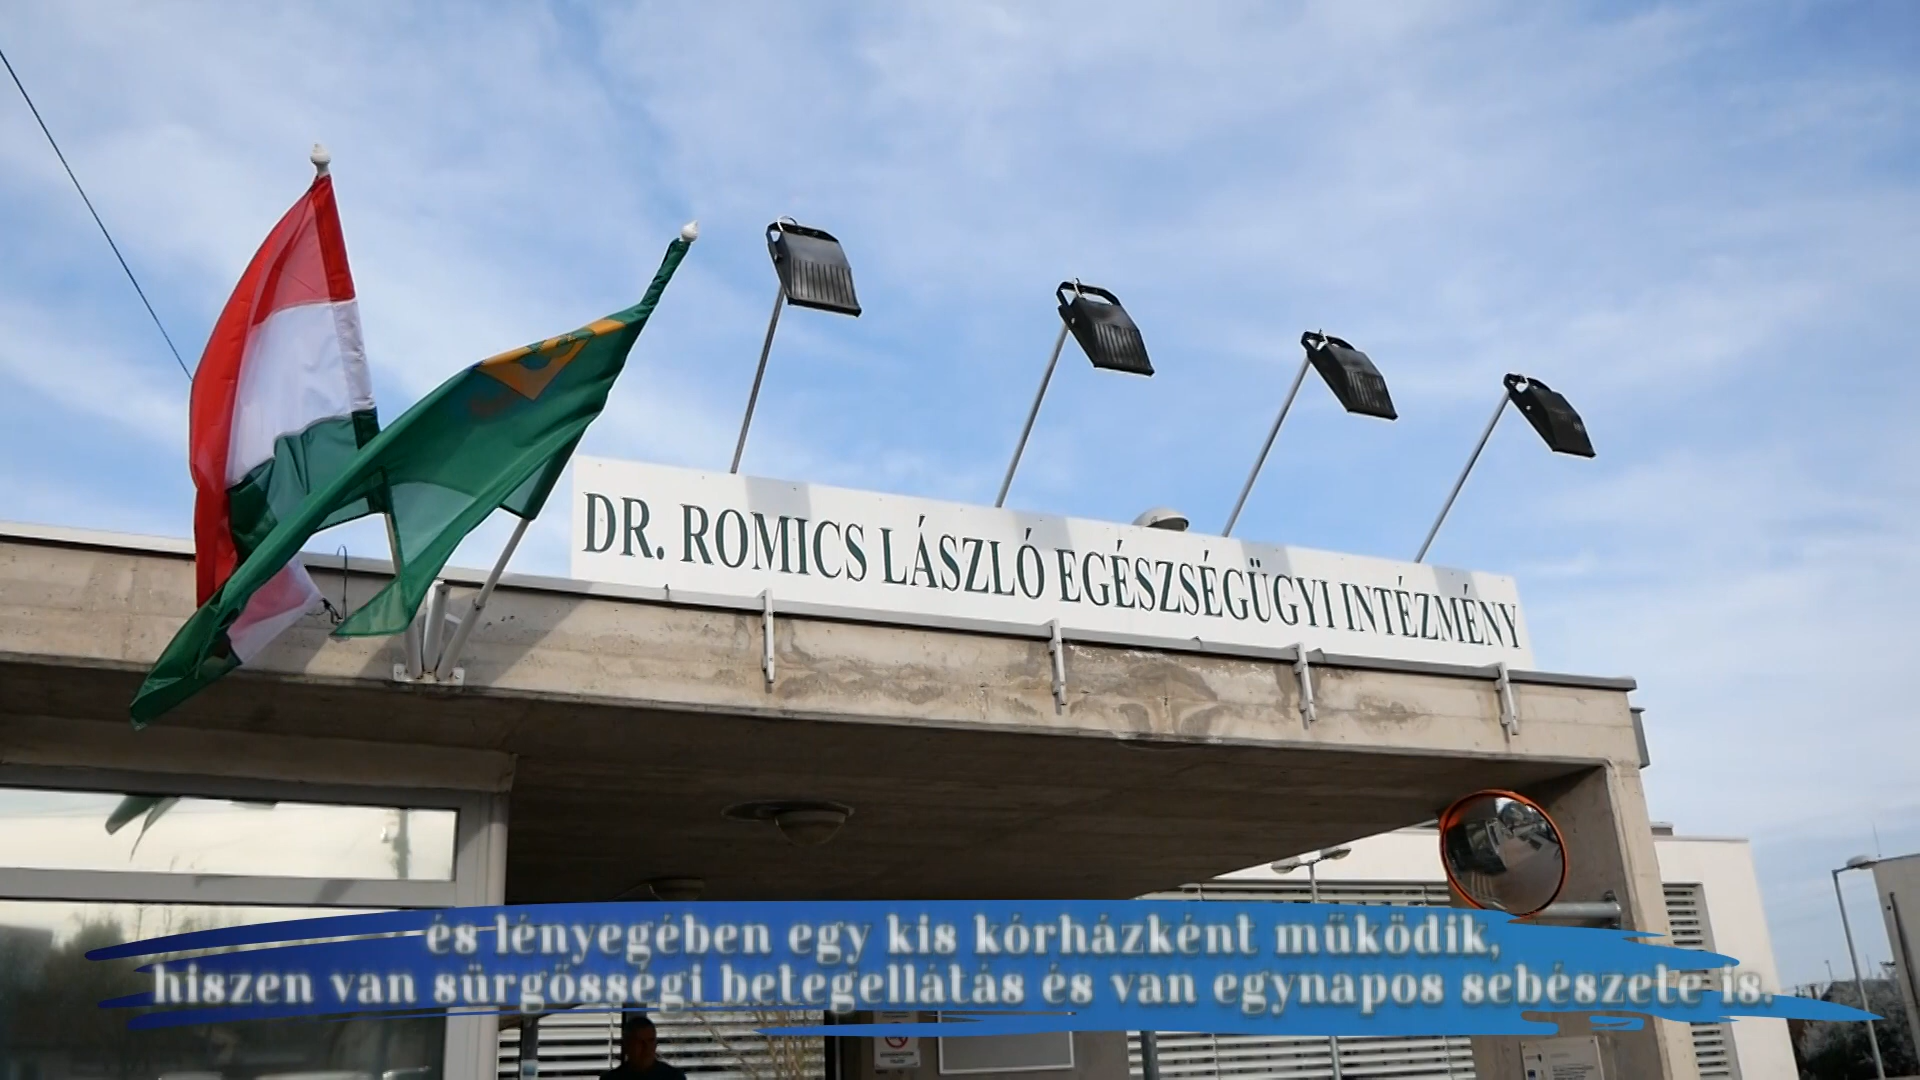 DR. ROMICS LÁSZLÓ EGÉSZSÉGÜGYI INTÉZMÉNY
és lényegében egy kis kórházként működik,
hiszen van sürgősségi betegellátás és van egynapos sebészete is.